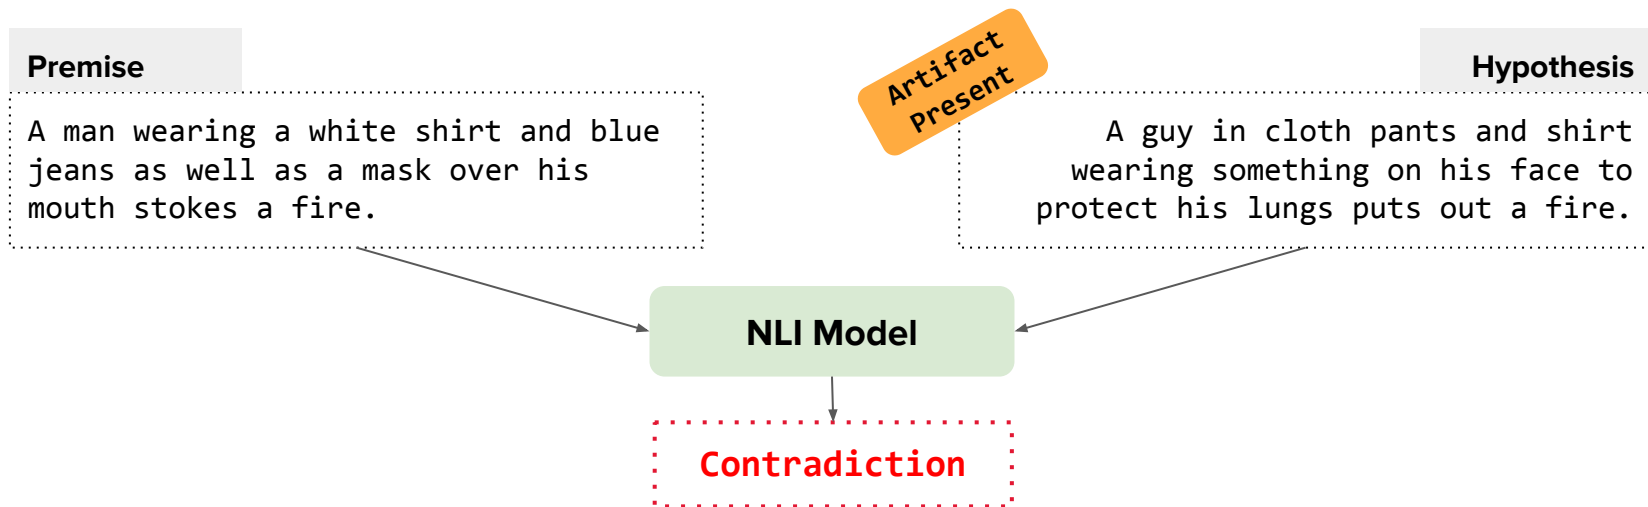 Premise
A man wearing a white shirt and blue
jeans as well as a mask over his
mouth stokes a fire.
Artifact
Present
Hypothesis
A guy in cloth pants and shirt
wearing something on his face to
protect his lungs puts out a fire.
NLI Model
Contradiction